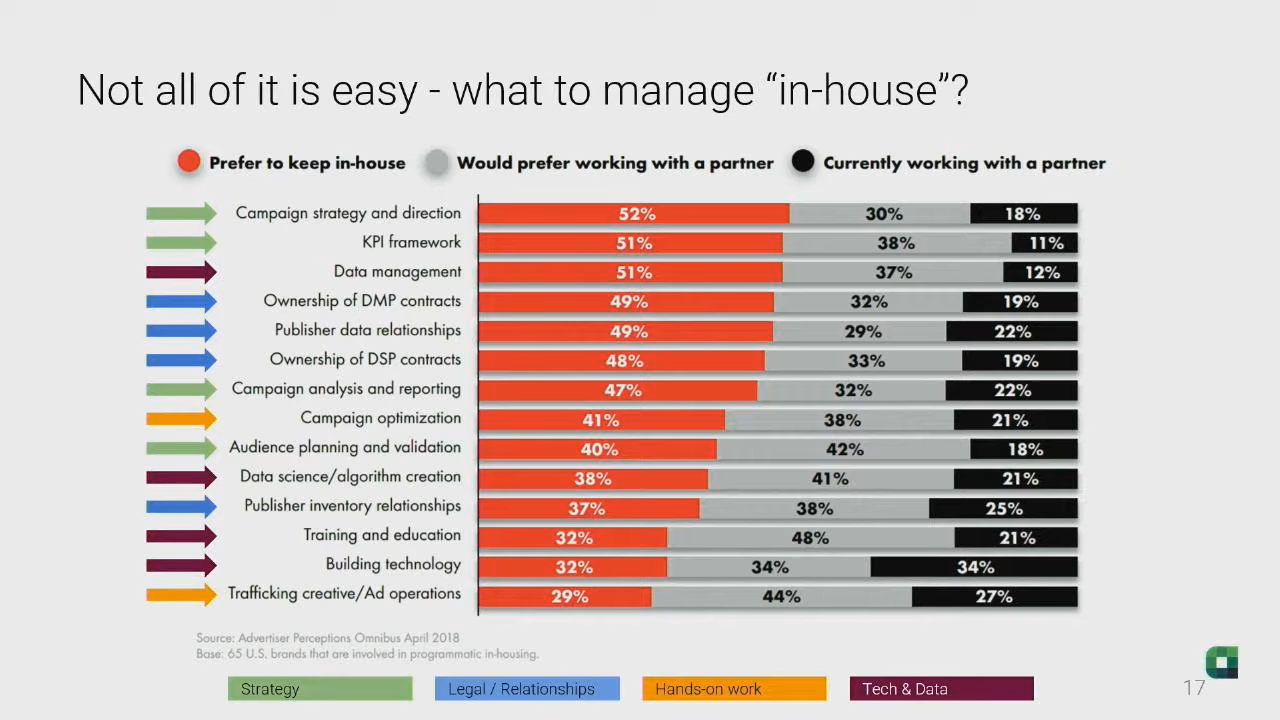 Not all of it is easy - what to manage “in-house”?
Prefer to keep in-house Would prefer working with a partner Currently working with a partner
Campaign strategy and direction 52% 30% 18%
KPI framework 51% 38% 11%
Data management 51% 37% 12%
Ownership of DMP contracts 49% 32% 19%
Publisher data relationships 49% 29% 22%
Ownership of DSP contracts 48% 33% 19%
Campaign analysis and reporting 47% 32% 22%
Campaign optimization 41% 38% 21%
Audience planning and validation 40% 42% 18%
Data science/algorithm creation 38% 41% 21%
Publisher inventory relationships 37% 38% 25%
Training and education 32% 48% 21%
Building technology 32% 34% 34%
Trafficking creative/Ad operations 29% 44% 27%
Source: Advertiser Perceptions Omnibus April 2018
Base: 65 U.S. brands that are involved in programmatic in-housing.
Strategy Legal / Relationships Hands-on work Tech & Data
17